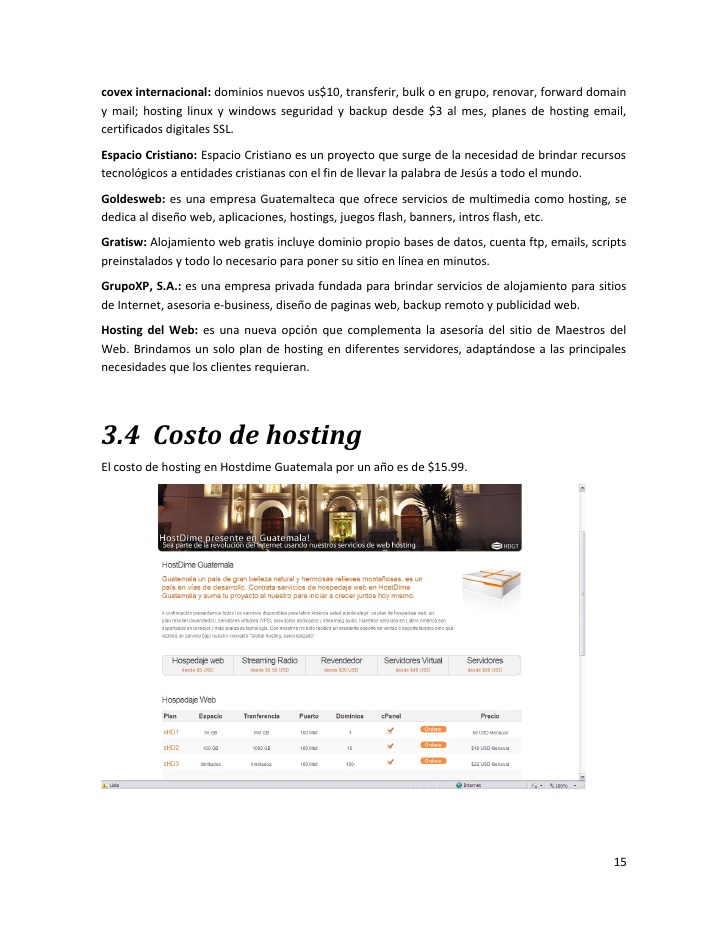 covex internacional: dominios nuevos us$10, transferir, bulk o en grupo, renovar, forward domain
y mail; hosting linux y windows seguridad y backup desde $3 al mes, planes de hosting email,
certificados digitales SSL.
Espacio Cristiano: Espacio Cristiano es un proyecto que surge de la necesidad de brindar recursos
tecnológicos a entidades cristianas con el fin de llevar la palabra de Jesús a todo el mundo.
Goldesweb: es una empresa Guatemalteca que ofrece servicios de multimedia como hosting, se
dedica al diseño web, aplicaciones, hostings, juegos flash, banners, intros flash, etc.
Gratisw: Alojamiento web gratis incluye dominio propio bases de datos, cuenta ftp, emails, scripts
preinstalados y todo lo necesario para poner su sitio en línea en minutos.
GrupoXP, S.A.: es una empresa privada fundada para brindar servicios de alojamiento para sitios
de Internet, asesoria e-business, diseño de paginas web, backup remoto y publicidad web.
Hosting del Web: es una nueva opción que complementa la asesoría del sitio de Maestros del
Web. Brindamos un solo plan de hosting en diferentes servidores, adaptándose a las principales
necesidades que los clientes requieran.
3.4 Costo de hosting
El costo de hosting en Hostdime Guatemala por un año es de $15.99.
HostDime presente en Guatemala!
Sea parte de la revolución del internet usando nuestros servicios de web hosting
HDGT
HostDime Guatemala
Guatemala un pais de gran belleza natural y hermosas relieves montañosas, es un
país en vías de desarrollo. Contrata servicios de hospedaje web en HostDime
Guatemala y suma tu proyecto al nuestro para iniciar a crecer juntos hoy mismo.
A continuación presentamos todos los servicios disponibles para latino América usted puede elegir, un plan de hospedaje web, un
plan reseller (revendedor), servidores virtuales (VPS), servidores dedicados y streaming audio. Nuestros servicios en Latino América son
soportados en la mejor y más avanzada tecnología. Con nosotros no sólo recibirá un excelente soporte en ventas o soporte técnico sino que
recibirá un servicio bajo nuestro concepto "Global hosting, personalizado".
Hospedaje web Streaming Radio Revendedor Servidores Virtual Servidores
desde $6 USD desde $0.50 USD desde $20 USD desde $40 USD desde $50 USD
Hospedaje Web
Plan Espacio Tranferencia Puerto Dominios cPanel Precio
sHD1 50 GB 500 GB 100 Mbit 1 Ordene $6 USD Mensual
sHD2 100 GB 1000 GB 100 Mbit 10 Ordene $10 USD Mensual
sHD3 Ilimitados Ilimitados 100 Mbit 100 Ordene $22 USD Mensual
Listo Internet 100%
15